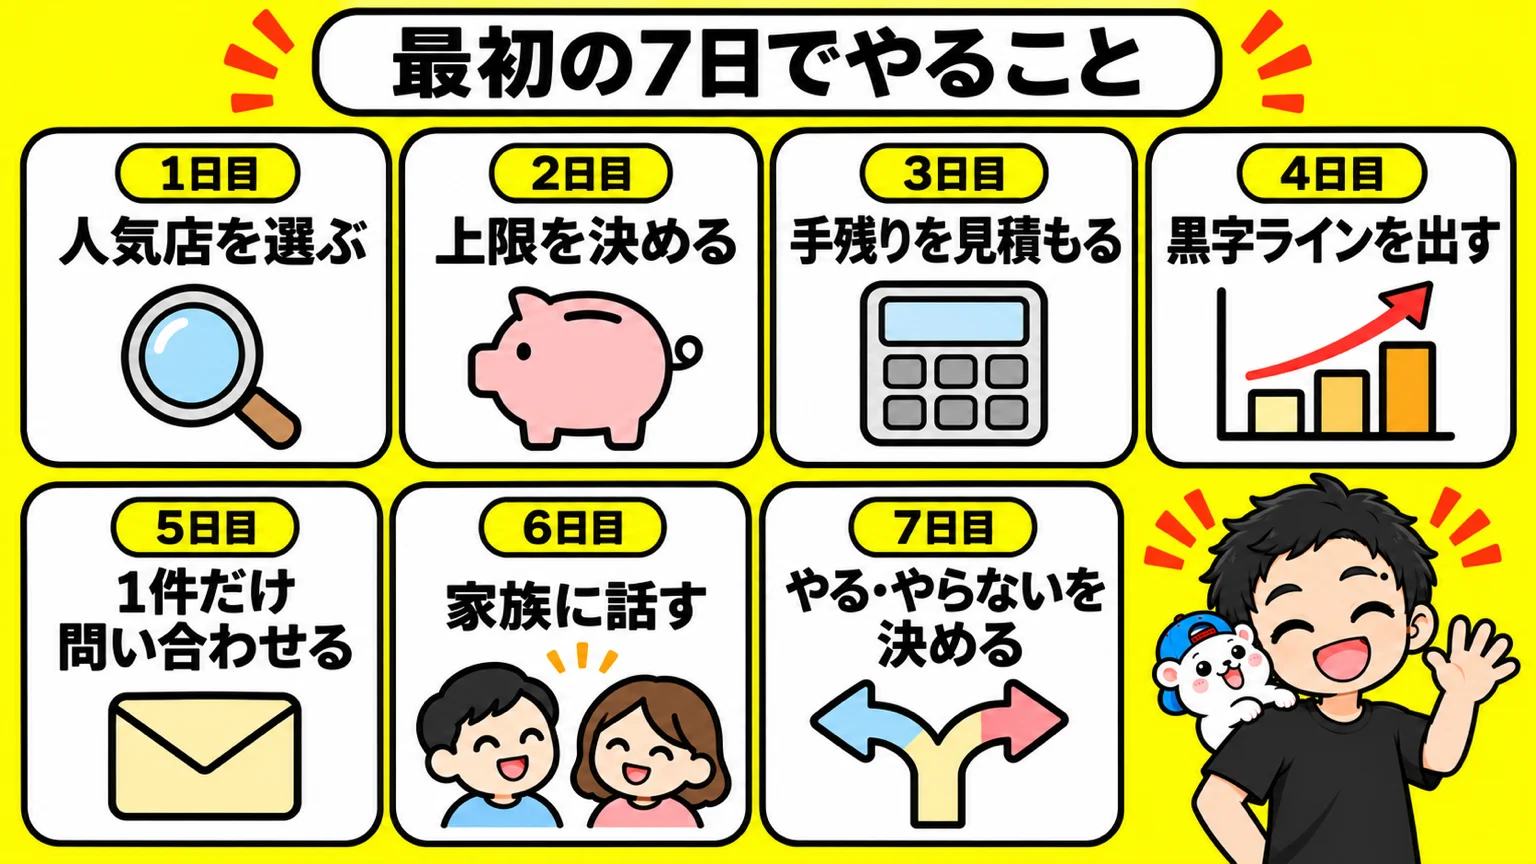 最初の7日でやること
1日目
人気店を選ぶ
2日目
上限を決める
3日目
手残りを見積もる
4日目
黒字ラインを出す
5日目
1件だけ
問い合わせる
6日目
家族に話す
7日目
やる・やらないを
決める